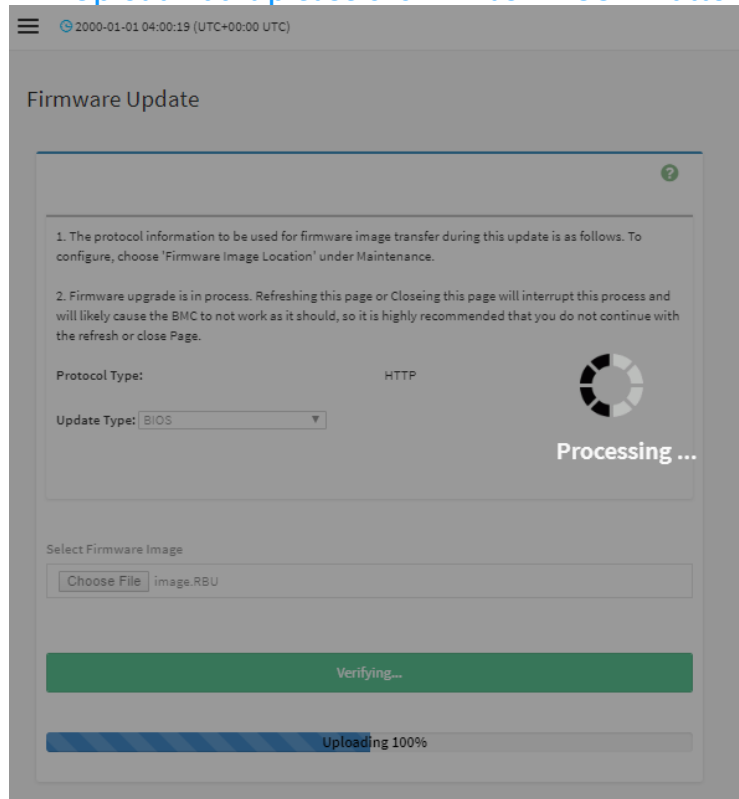 2000-01-01 04:00:19 (UTC+00:00 UTC)
Firmware Update
1. The protocol information to be used for firmware image transfer during this update is as follows. To
configure, choose 'Firmware Image Location' under Maintenance.
2. Firmware upgrade is in process. Refreshing this page or Closeing this page will interrupt this process and
will likely cause the BMC to not work as it should, so it is highly recommended that you do not continue with
the refresh or close Page.
Protocol Type: HTTP
Update Type: BIOS
Processing ...
Select Firmware Image
Choose File image.RBU
Verifying...
Uploading 100%